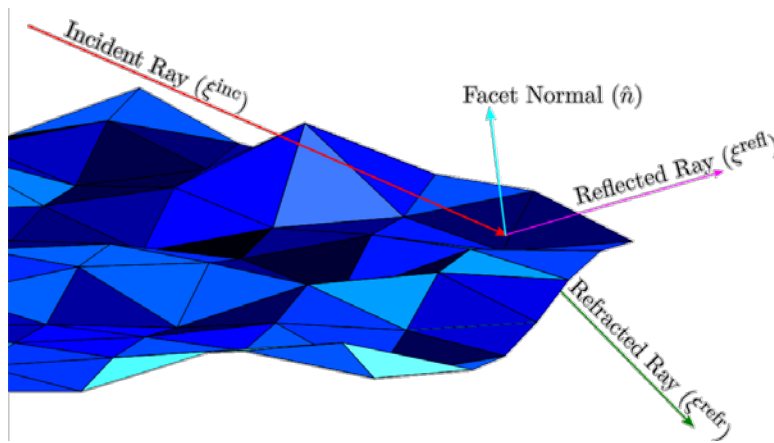 Incident Ray (ξ^inc)
Facet Normal (n̂)
Reflected Ray (ξ^refl)
Refracted Ray (ξ^refr)